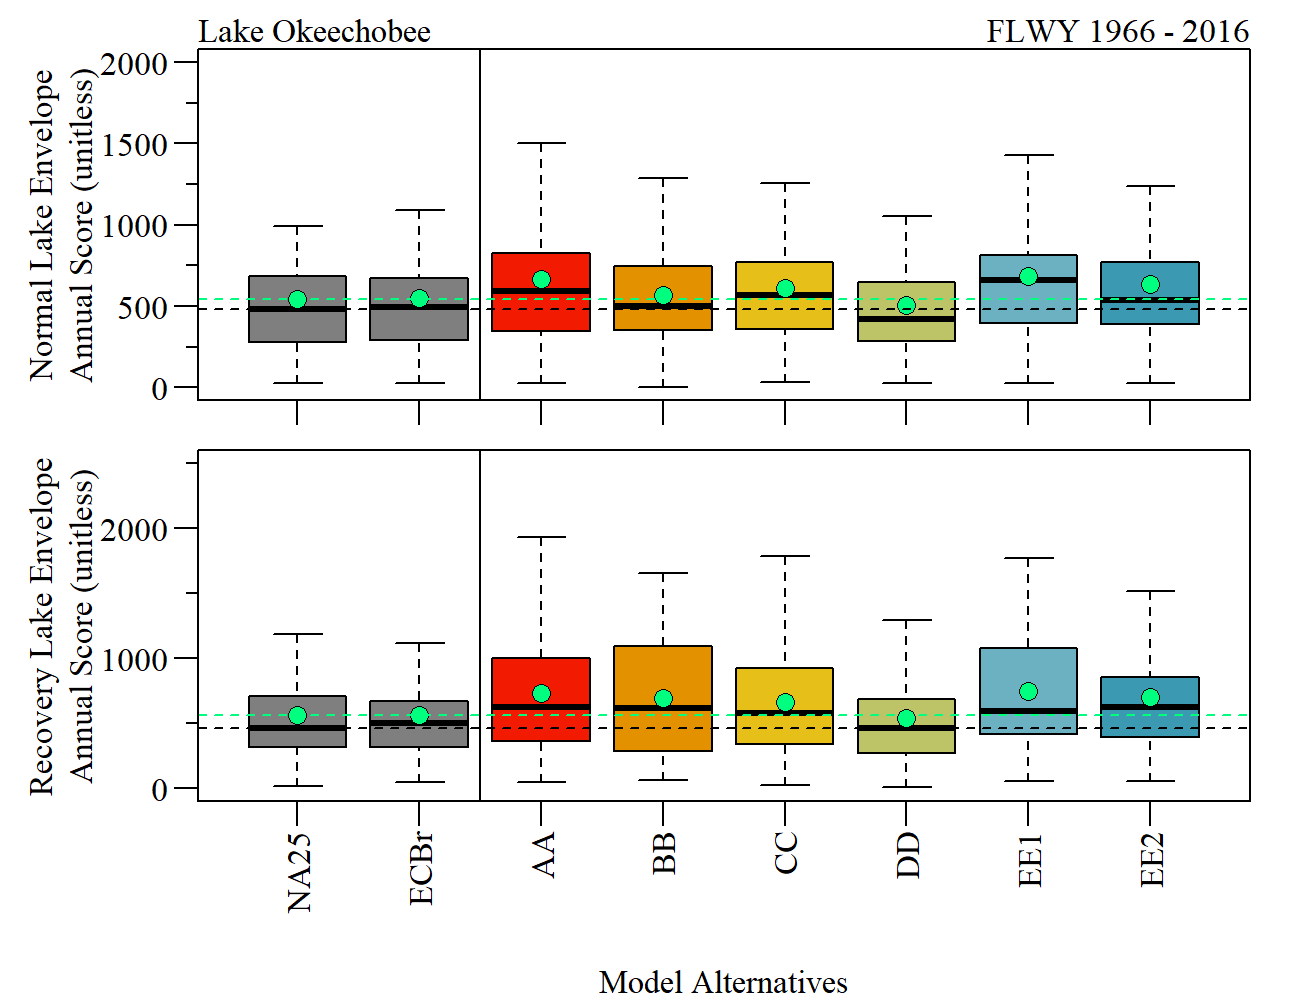 Lake Okeechobee
FLWY 1966 - 2016
Normal Lake Envelope
Annual Score (unitless)
2000
1500
1000
500
0
Recovery Lake Envelope
Annual Score (unitless)
2000
1000
0
NA25
ECBr
AA
BB
CC
DD
EE1
EE2
Model Alternatives